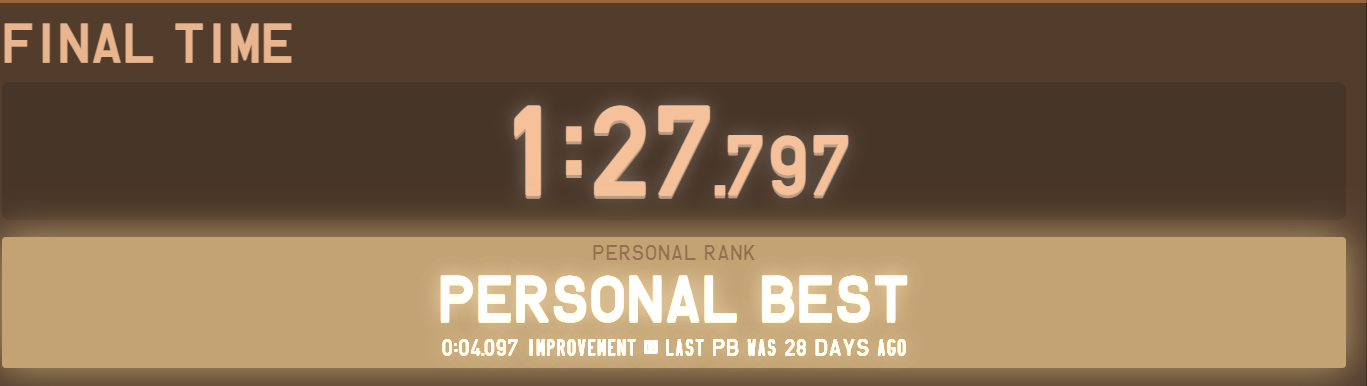 FINAL TIME
1:27.797
PERSONAL RANK
PERSONAL BEST
0:04.097 IMPROVEMENT LAST PB WAS 28 DAYS AGO